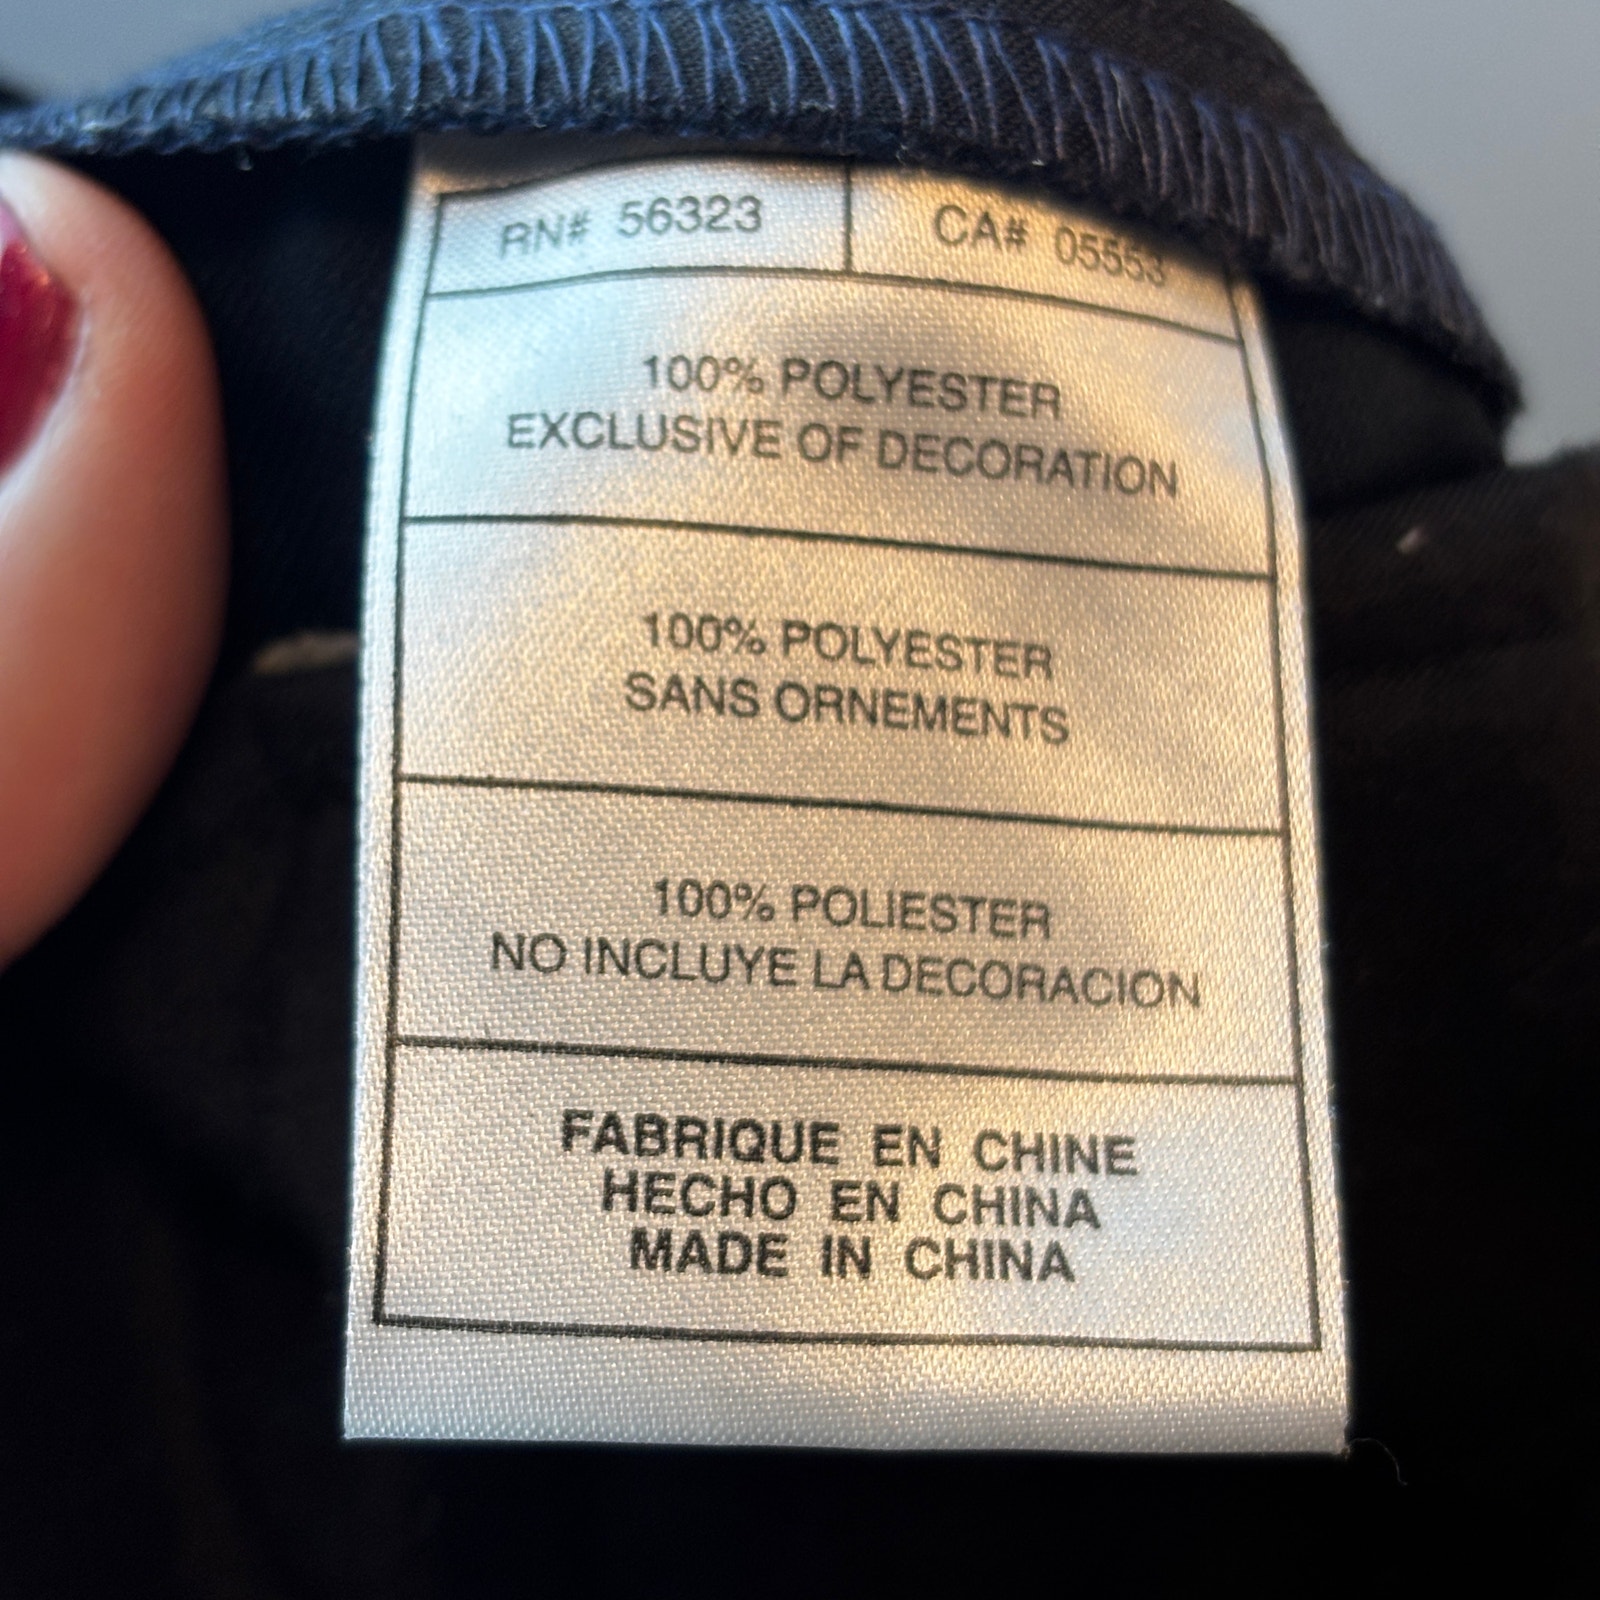 RN# 56323
CA# 05553
100% POLYESTER
EXCLUSIVE OF DECORATION
100% POLYESTER
SANS ORNEMENTS
100% POLIESTER
NO INCLUYE LA DECORACION
FABRIQUE EN CHINE
HECHO EN CHINA
MADE IN CHINA